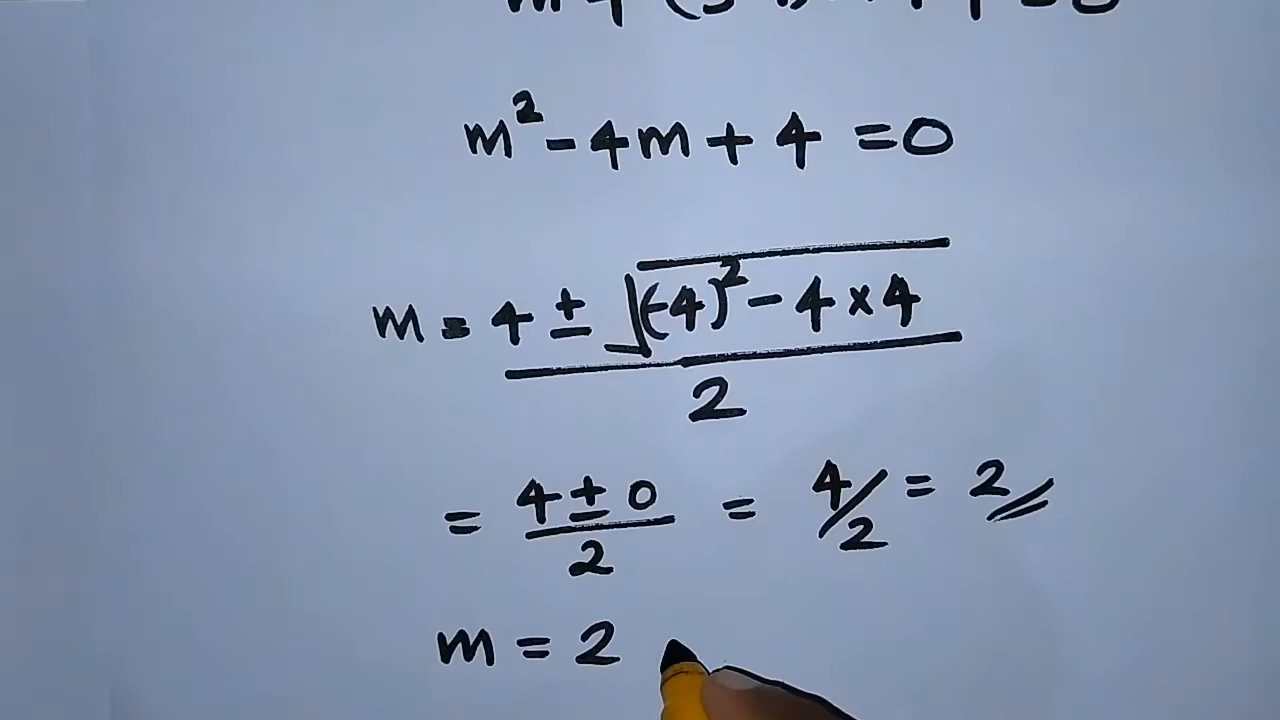 m² - 4m + 4 = 0
m = 4 ± √(-4)² - 4 × 4 / 2
= 4 ± 0 / 2 = 4/2 = 2
m = 2